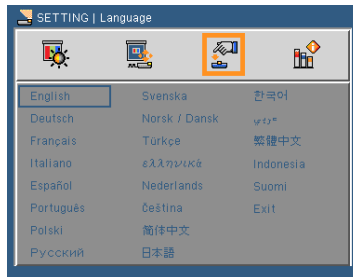 SETTING | Language
English Svenska 한국어
Deutsch Norsk / Dansk
Français Türkçe 繁體中文
Italiano ελληνικά Indonesia
Español Nederlands Suomi
Português Čeština Exit
Polski 简体中文
Русский 日本語